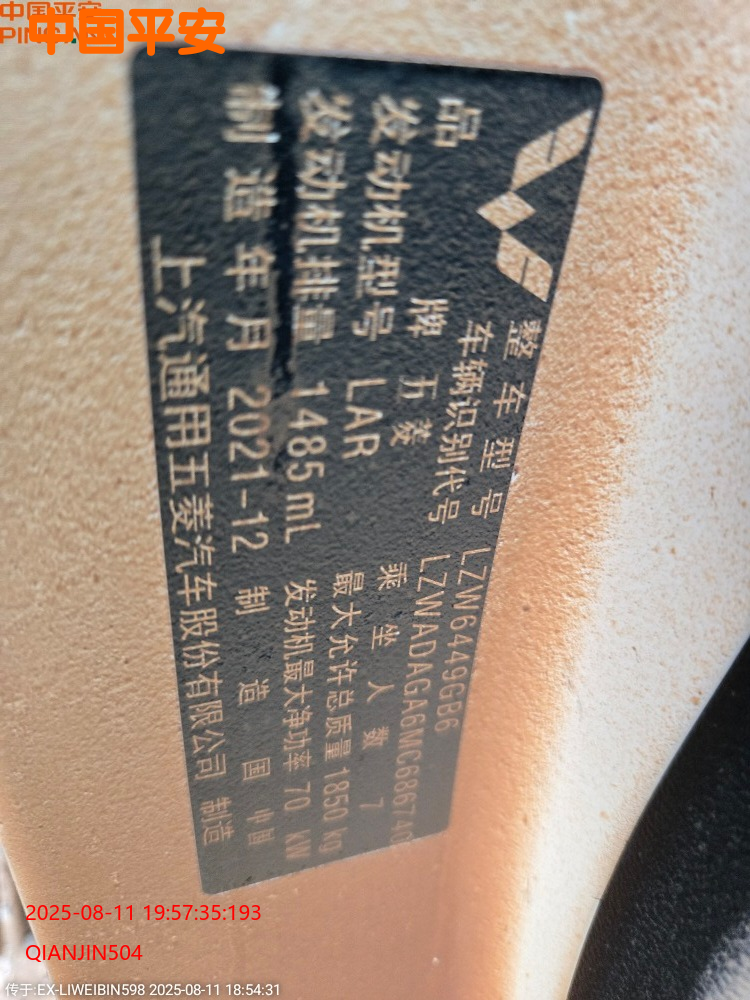 中国平安
PING AN
中国平安
整车型号 LZW6449GB6
车辆识别代号 LZWADAGA6MC686740
品牌 五菱 乘坐人数 7
发动机型号 LAR 最大允许总质量 1850 kg
发动机排量 1485 mL 发动机最大净功率 70 KW
制造年月 2021-12 制造国 中国
上汽通用五菱汽车股份有限公司 制造
2025-08-11 19:57:35:193
QIANJIN504
传于:EX-LIWEIBIN598 2025-08-11 18:54:31